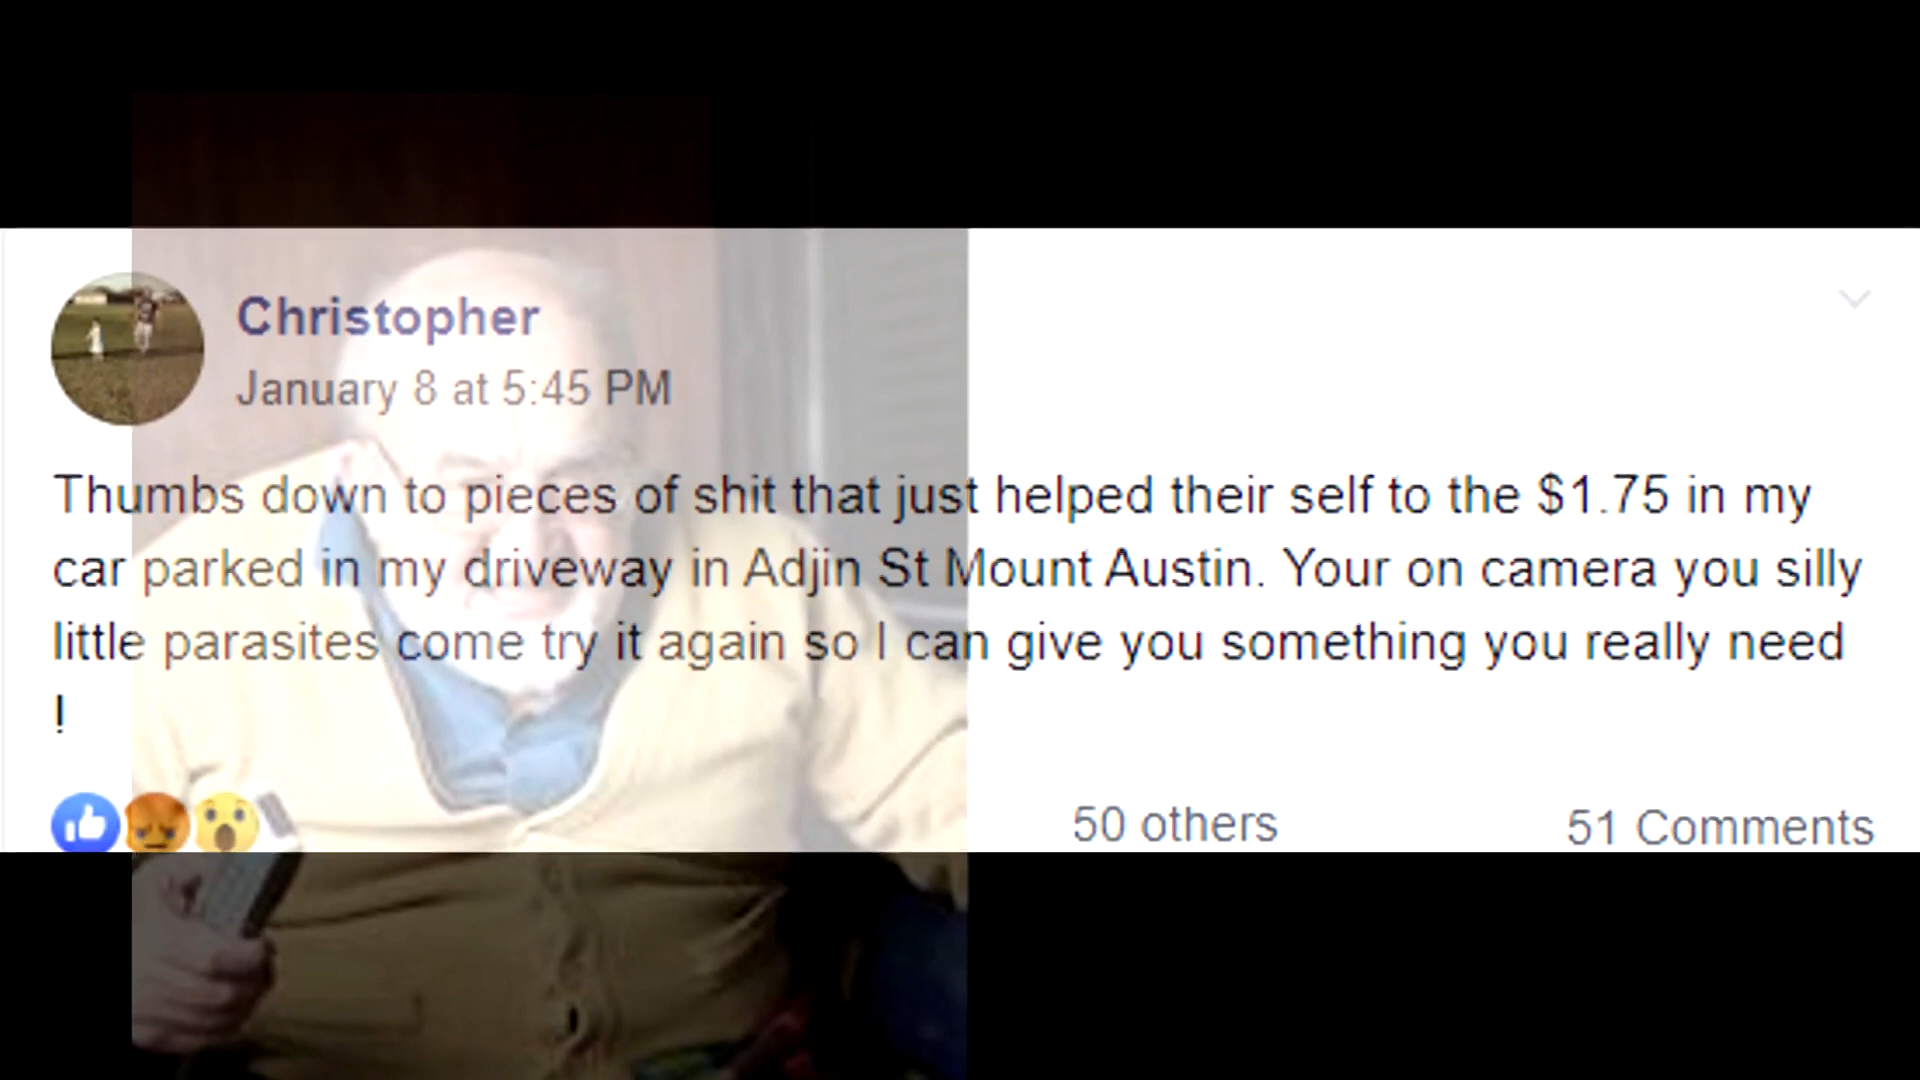 Christopher
January 8 at 5:45 PM
Thumbs down to pieces of shit that just helped their self to the $1.75 in my
car parked in my driveway in Adjin St Mount Austin. Your on camera you silly
little parasites come try it again so I can give you something you really need
!
50 others
51 Comments